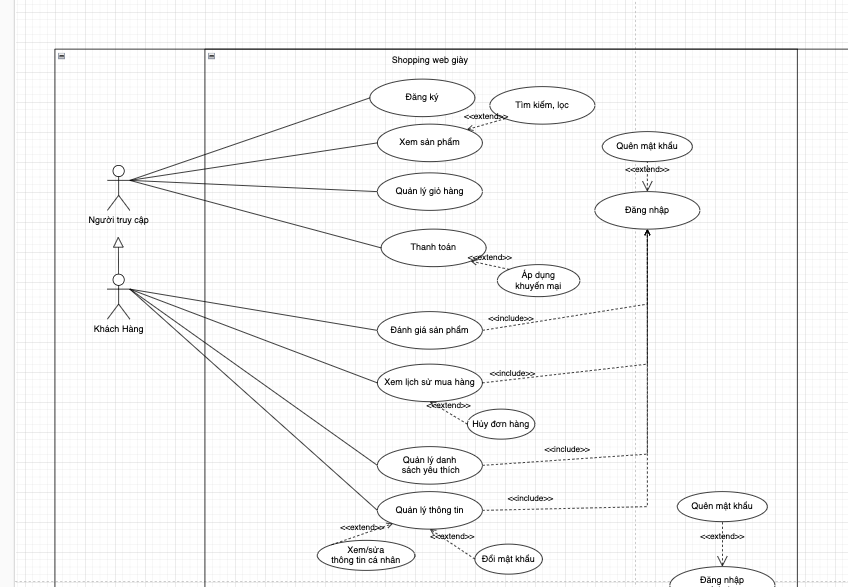 Shopping web giày
Đăng ký
Tìm kiếm, lọc
<<extend>>
Xem sản phẩm
Quên mật khẩu
<<extend>>
Quản lý giỏ hàng
Đăng nhập
Người truy cập
Thanh toán
<<extend>>
Áp dụng
khuyến mại
Khách Hàng
Đánh giá sản phẩm
<<include>>
Xem lịch sử mua hàng
<<include>>
<<extend>>
Hủy đơn hàng
Quản lý danh
sách yêu thích
<<include>>
Quản lý thông tin
<<include>>
Quên mật khẩu
<<extend>>
<<extend>>
<<extend>>
Xem/sửa
thông tin cá nhân
Đổi mật khẩu
Đăng nhập